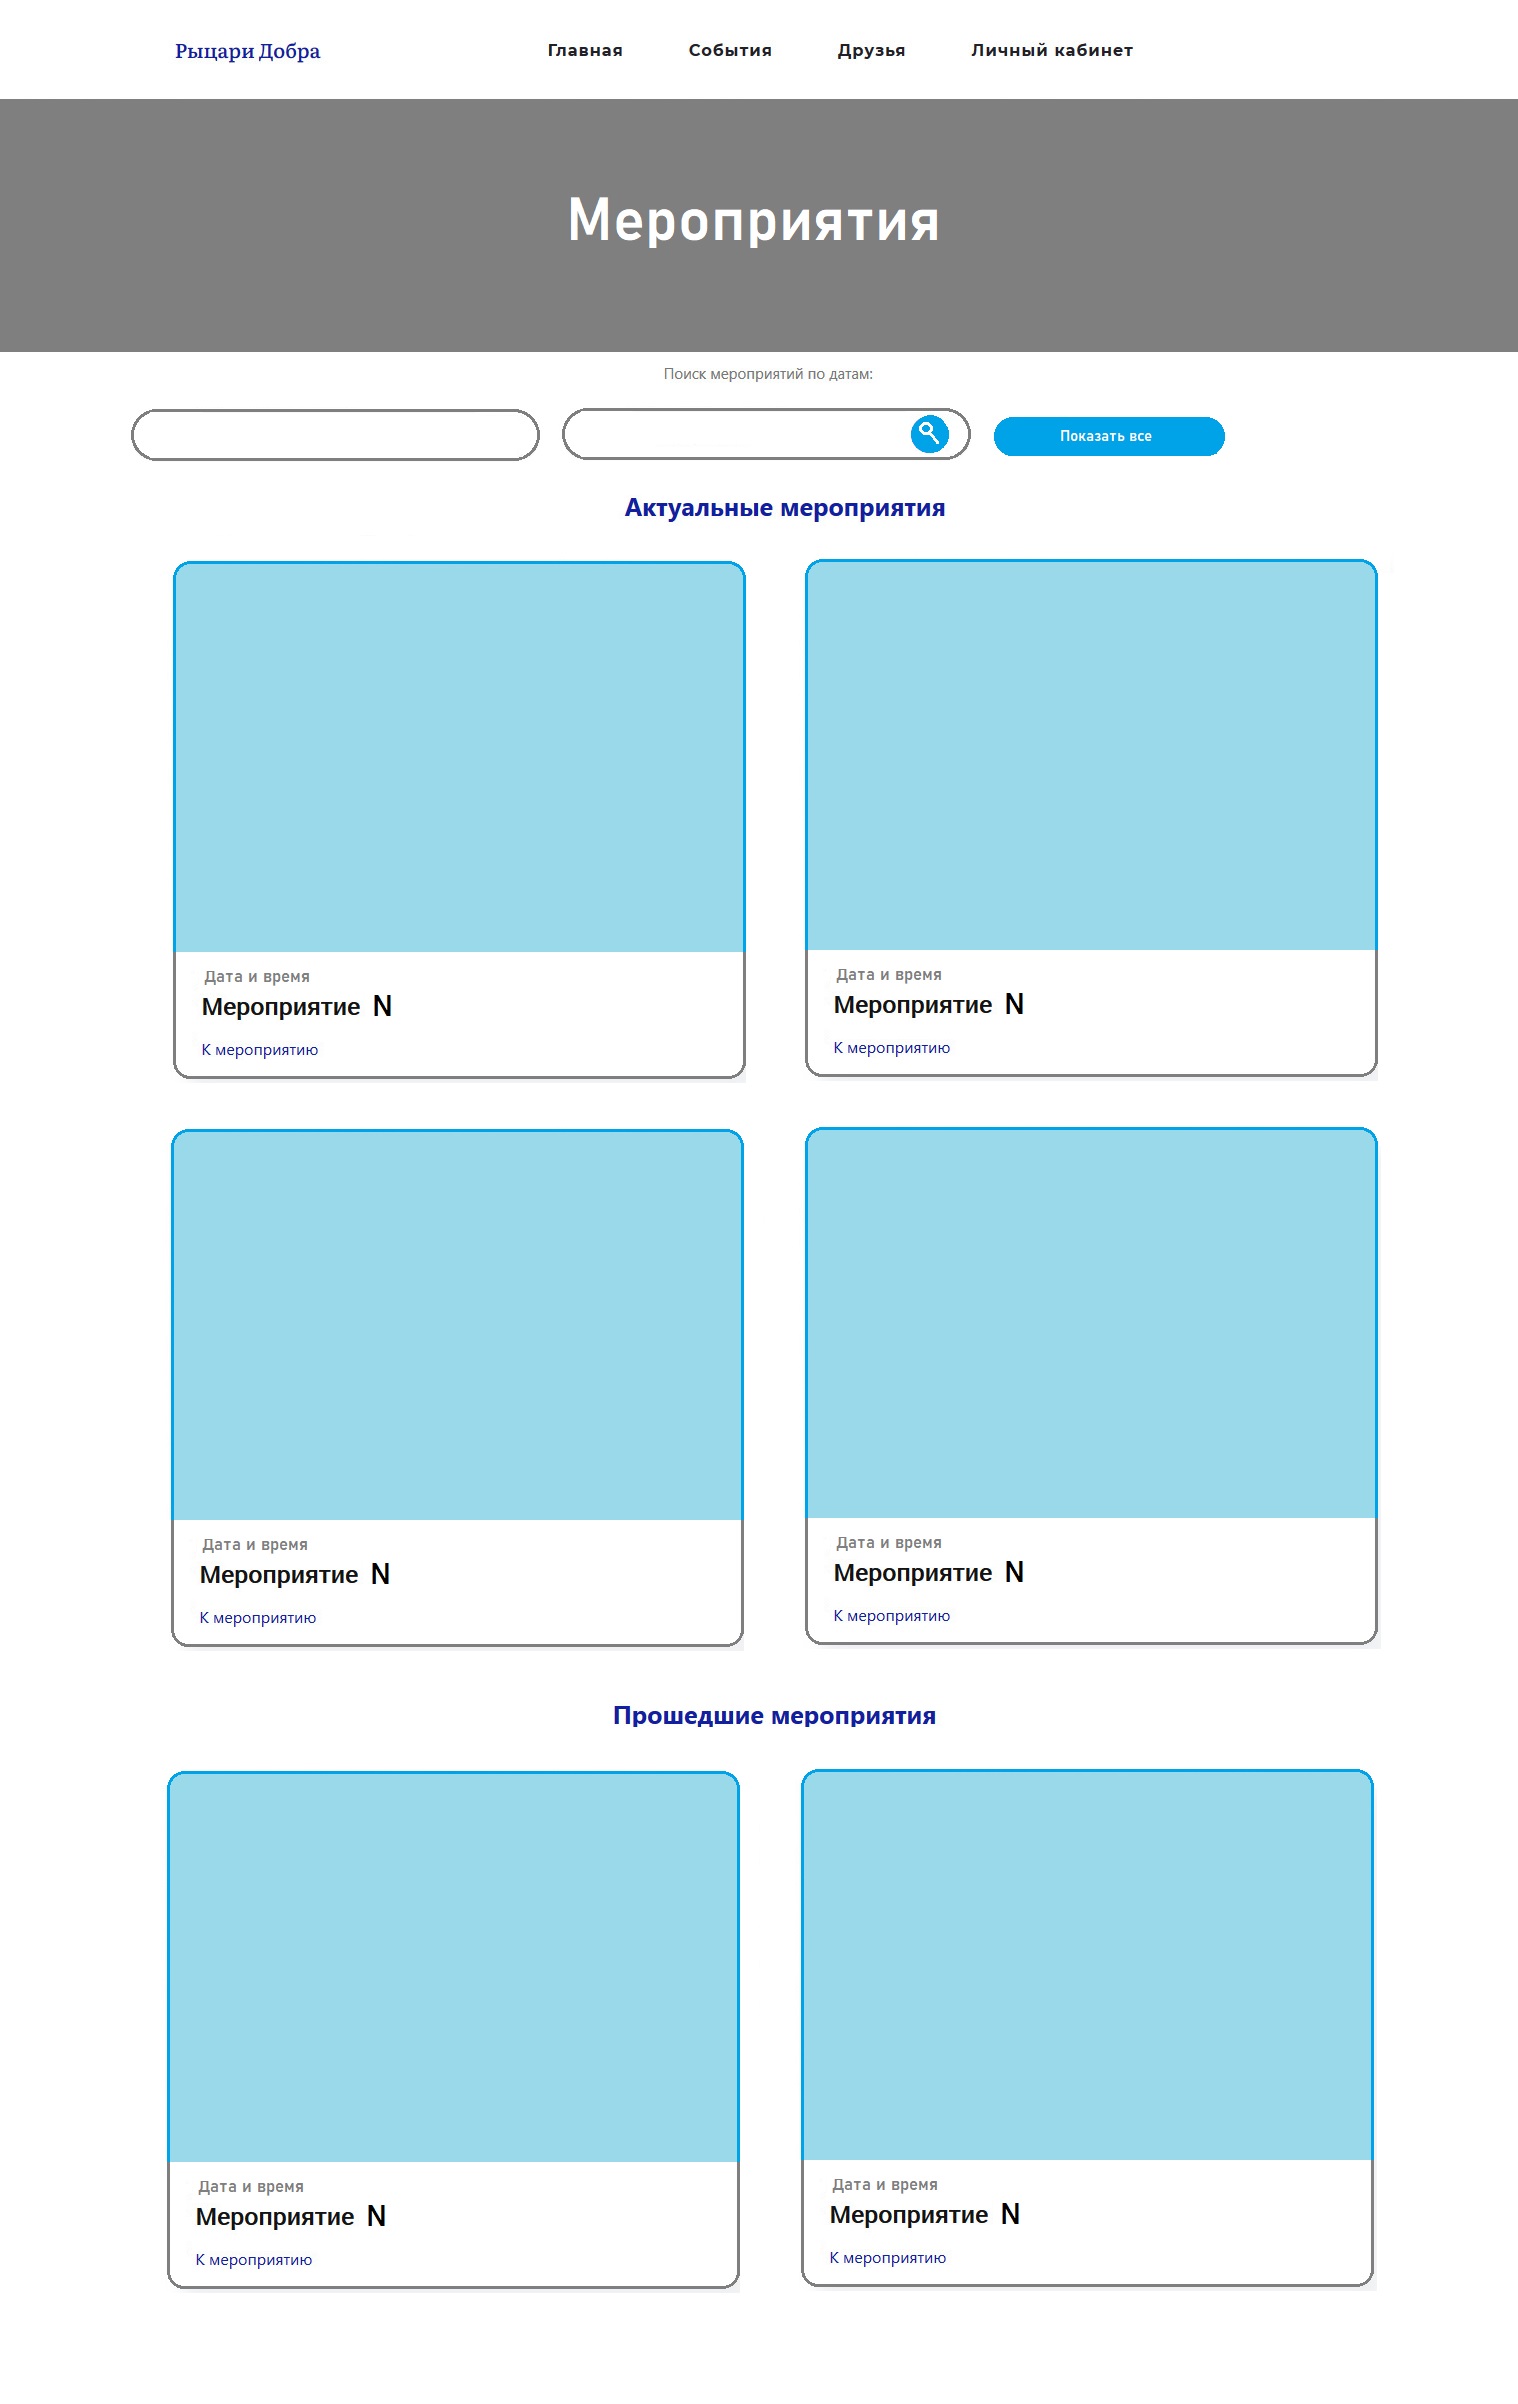 Рыцари Добра
Главная События Друзья Личный кабинет
Мероприятия
Поиск мероприятий по датам:
Показать все
Актуальные мероприятия
Дата и время
Мероприятие N
К мероприятию
Дата и время
Мероприятие N
К мероприятию
Дата и время
Мероприятие N
К мероприятию
Дата и время
Мероприятие N
К мероприятию
Прошедшие мероприятия
Дата и время
Мероприятие N
К мероприятию
Дата и время
Мероприятие N
К мероприятию